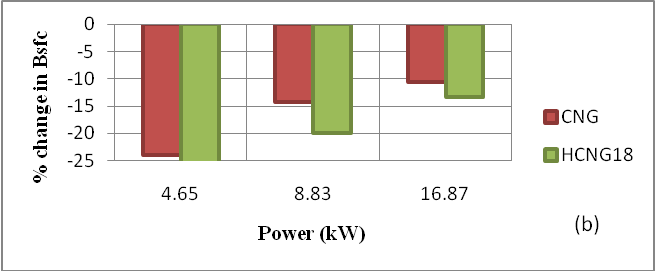 % change in Bsfc
0
-5
-10
-15
-20
-25
4.65 8.83 16.87
Power (kW)
CNG
HCNG18
(b)